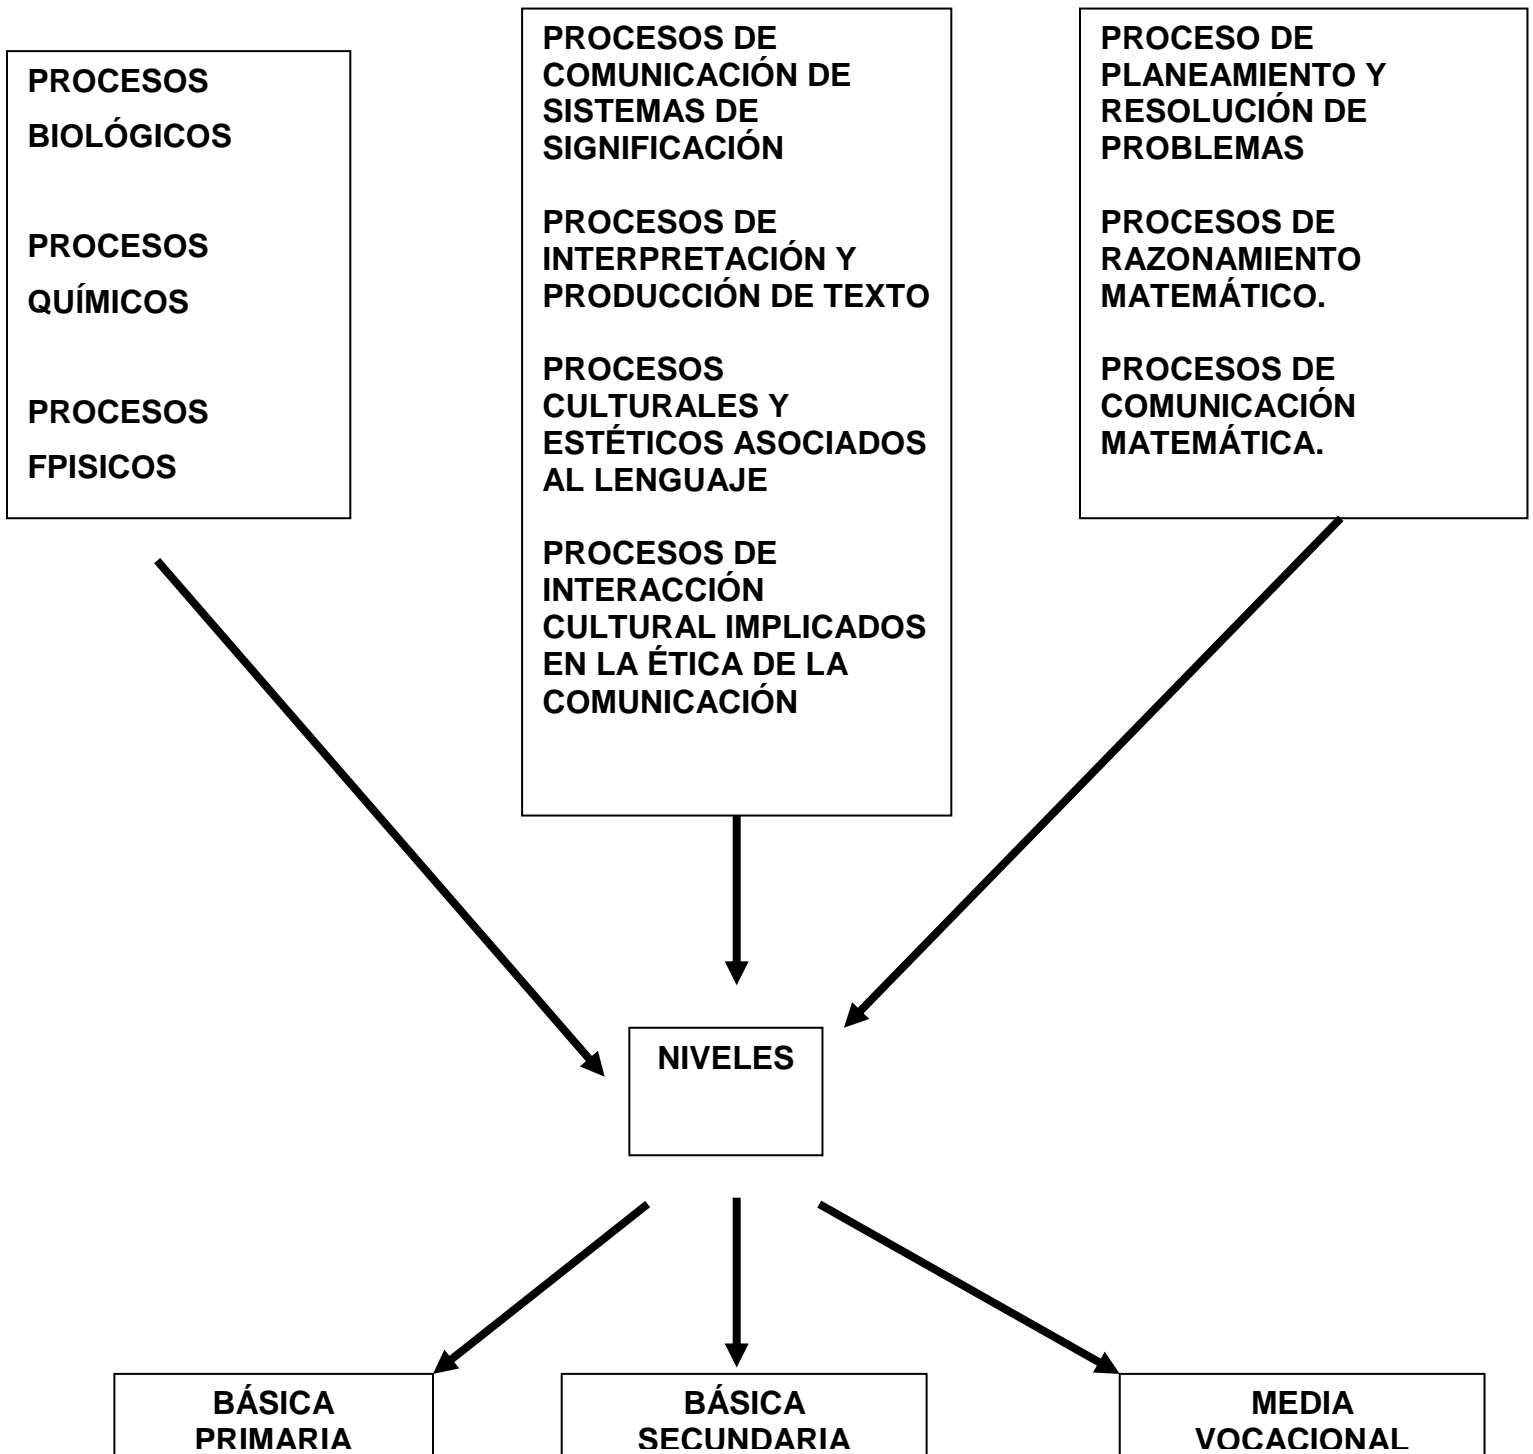 PROCESOS
BIOLÓGICOS
PROCESOS
QUÍMICOS
PROCESOS
FPISICOS
PROCESOS DE
COMUNICACIÓN DE
SISTEMAS DE
SIGNIFICACIÓN
PROCESOS DE
INTERPRETACIÓN Y
PRODUCCIÓN DE TEXTO
PROCESOS
CULTURALES Y
ESTÉTICOS ASOCIADOS
AL LENGUAJE
PROCESOS DE
INTERACCIÓN
CULTURAL IMPLICADOS
EN LA ÉTICA DE LA
COMUNICACIÓN
PROCESO DE
PLANEAMIENTO Y
RESOLUCIÓN DE
PROBLEMAS
PROCESOS DE
RAZONAMIENTO
MATEMÁTICO.
PROCESOS DE
COMUNICACIÓN
MATEMÁTICA.
NIVELES
BÁSICA
PRIMARIA
BÁSICA
SECUNDARIA
MEDIA
VOCACIONAL